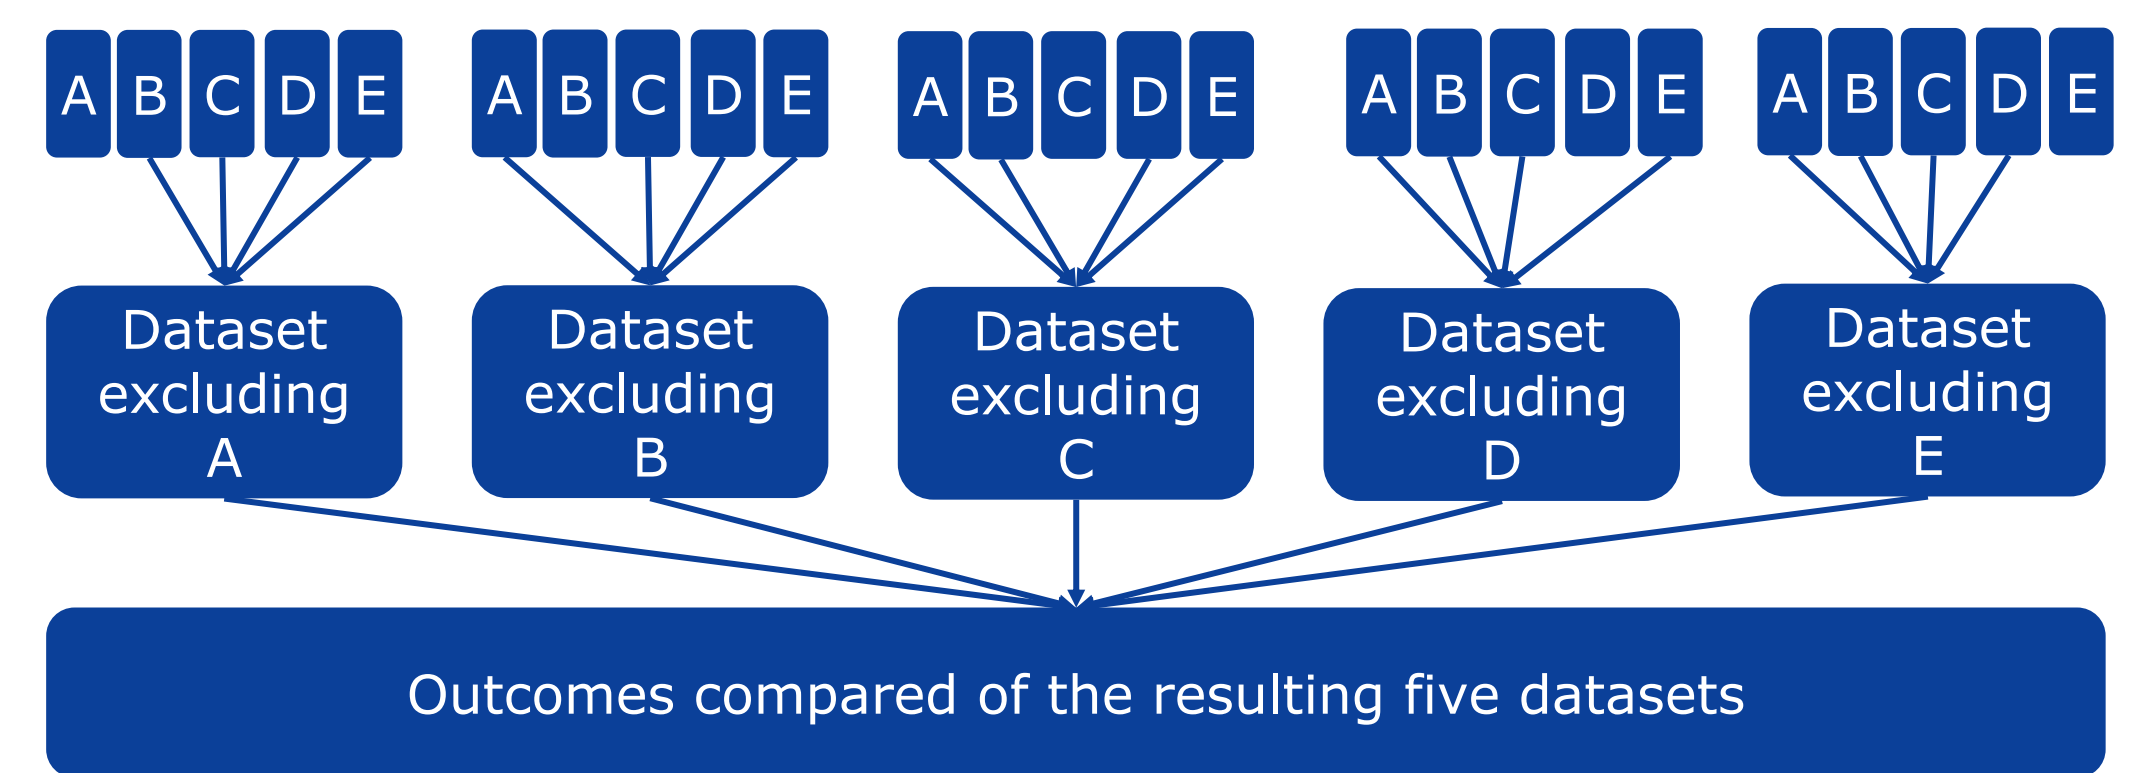 A B C D E A B C D E A B C D E A B C D E A B C D E
Dataset
excluding
A
Dataset
excluding
B
Dataset
excluding
C
Dataset
excluding
D
Dataset
excluding
E
Outcomes compared of the resulting five datasets